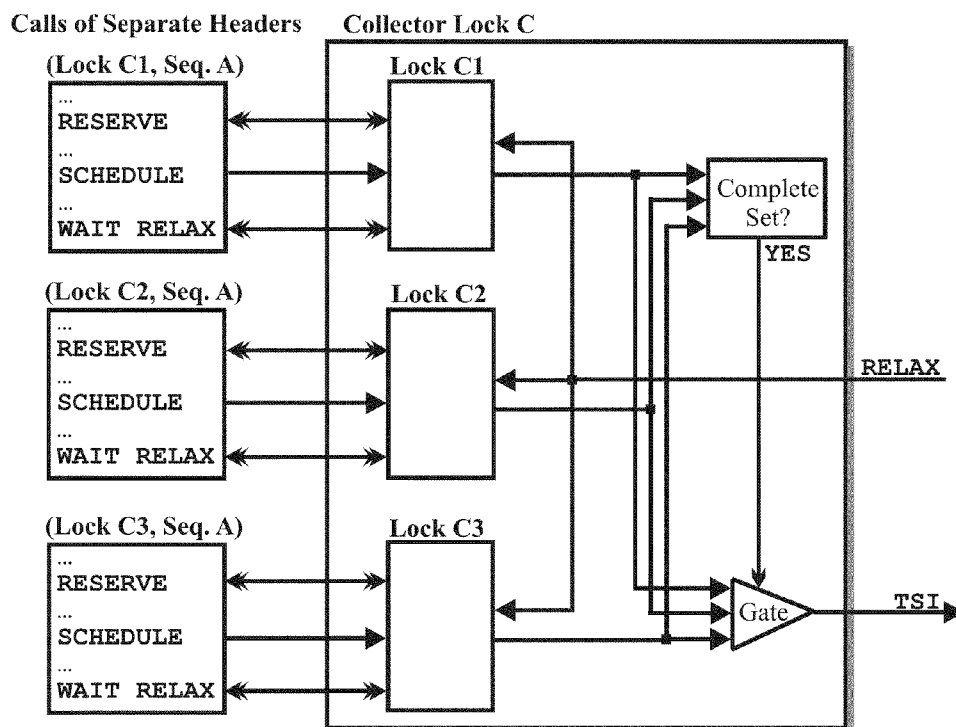 Calls of Separate Headers
Collector Lock C
(Lock C1, Seq. A)
...
RESERVE
...
SCHEDULE
...
WAIT RELAX
Lock C1
Complete
Set?
YES
(Lock C2, Seq. A)
...
RESERVE
...
SCHEDULE
...
WAIT RELAX
Lock C2
RELAX
(Lock C3, Seq. A)
...
RESERVE
...
SCHEDULE
...
WAIT RELAX
Lock C3
Gate
TSI